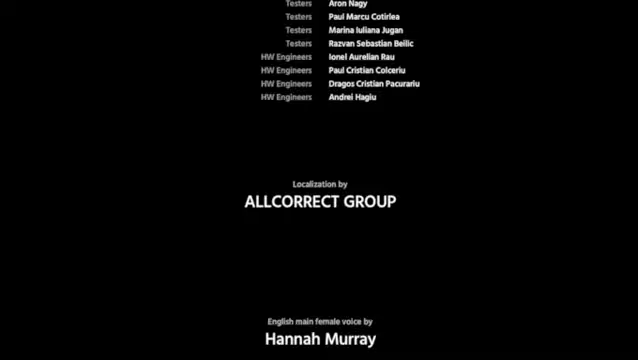 Testers Aron Nagy
Testers Paul Marcu Cotirlea
Testers Marina Iuliana Jugan
Testers Razvan Sebastian Beilic
HW Engineers Ionel Aurelian Rau
HW Engineers Paul Cristian Colceriu
HW Engineers Dragos Cristian Pacurariu
HW Engineers Andrei Hagiu
Localization by
ALLCORRECT GROUP
English main female voice by
Hannah Murray